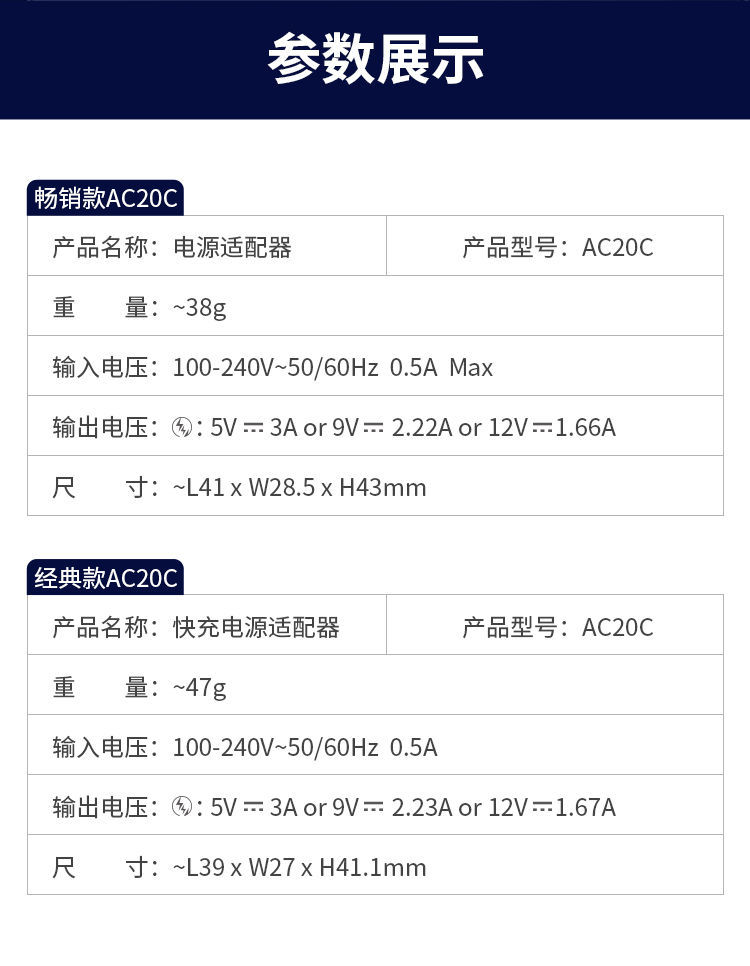 参数展示
畅销款AC20C
产品名称：电源适配器 产品型号：AC20C
重 量：~38g
输入电压：100-240V~50/60Hz 0.5A Max
输出电压：: 5V ⎓ 3A or 9V⎓ 2.22A or 12V⎓1.66A
尺 寸：~L41 x W28.5 x H43mm
经典款AC20C
产品名称：快充电源适配器 产品型号：AC20C
重 量：~47g
输入电压：100-240V~50/60Hz 0.5A
输出电压：: 5V ⎓ 3A or 9V⎓ 2.23A or 12V⎓1.67A
尺 寸：~L39 x W27 x H41.1mm